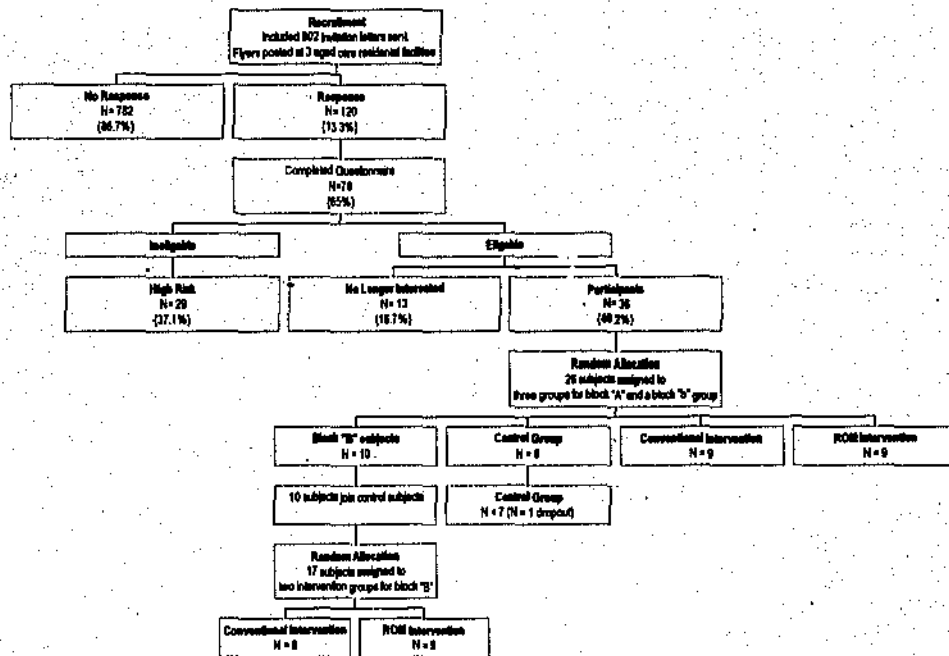 Recruitment
Included 902 invitation letters sent.
Flyers posted at 3 aged care residential facilities
No Response
N= 782
(86.7%)
Response
N= 120
(13.3%)
Completed Questionnaire
N=78
(65%)
Ineligable
Eligable
High Risk
N= 29
(37.1%)
No Longer Interested
N= 13
(16.7%)
Participants
N= 36
Random Allocation
26 subjects assigned to
three groups for block "A" and a block "b" group
Block "B" subjects
N = 10
Control Group
N = 8
Conventional Intervention
N = 9
ROM Intervention
N = 9
10 subjects join control subjects
Control Group
N = 7 (N = 1 dropout)
Random Allocation
17 subjects assigned to
two intervention groups for block "B"
Conventional Intervention
ROM Intervention